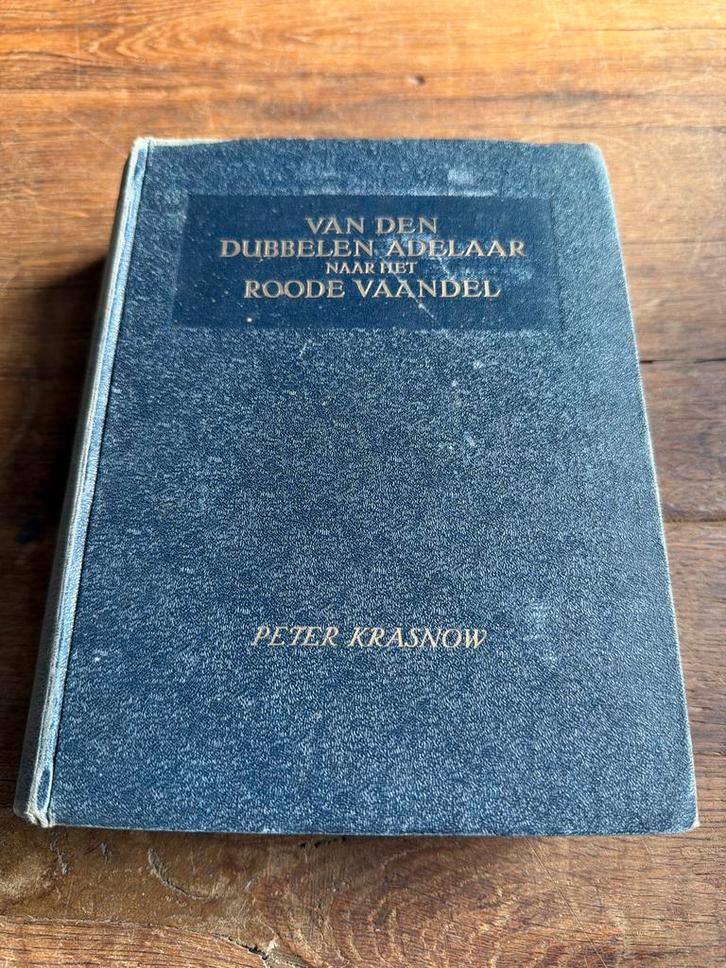 VAN DEN
DUBBELEN ADELAAR
NAAR HET
ROODE VAANDEL
PETER KRASNOW